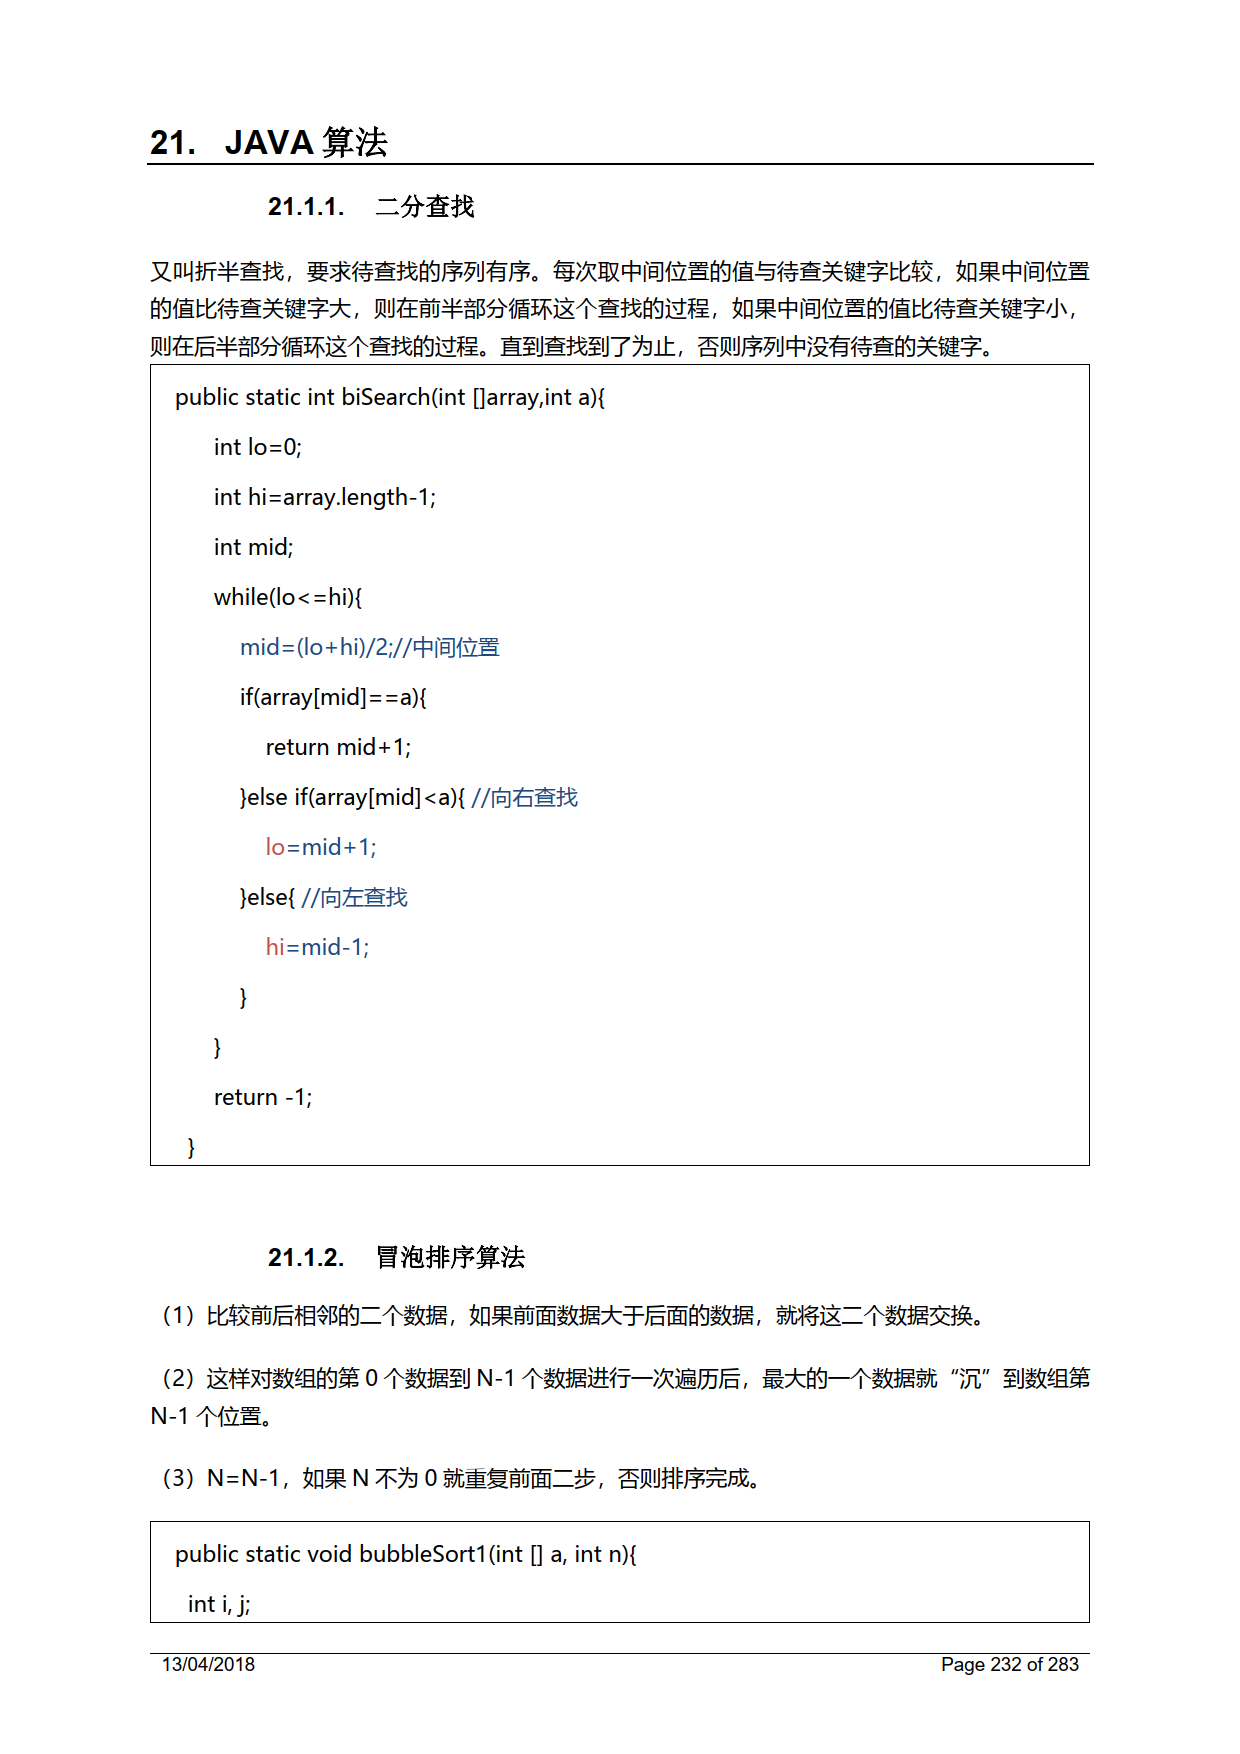 21. JAVA 算法
21.1.1. 二分查找
又叫折半查找，要求待查找的序列有序。每次取中间位置的值与待查关键字比较，如果中间位置
的值比待查关键字大，则在前半部分循环这个查找的过程，如果中间位置的值比待查关键字小，
则在后半部分循环这个查找的过程。直到查找到了为止，否则序列中没有待查的关键字。
public static int biSearch(int []array,int a){
int lo=0;
int hi=array.length-1;
int mid;
while(lo<=hi){
mid=(lo+hi)/2;//中间位置
if(array[mid]==a){
return mid+1;
}else if(array[mid]<a){ //向右查找
lo=mid+1;
}else{ //向左查找
hi=mid-1;
}
}
return -1;
}
21.1.2. 冒泡排序算法
（1）比较前后相邻的二个数据，如果前面数据大于后面的数据，就将这二个数据交换。
（2）这样对数组的第 0 个数据到 N-1 个数据进行一次遍历后，最大的一个数据就“沉”到数组第
N-1 个位置。
（3）N=N-1，如果 N 不为 0 就重复前面二步，否则排序完成。
public static void bubbleSort1(int [] a, int n){
int i, j;
13/04/2018 Page 232 of 283